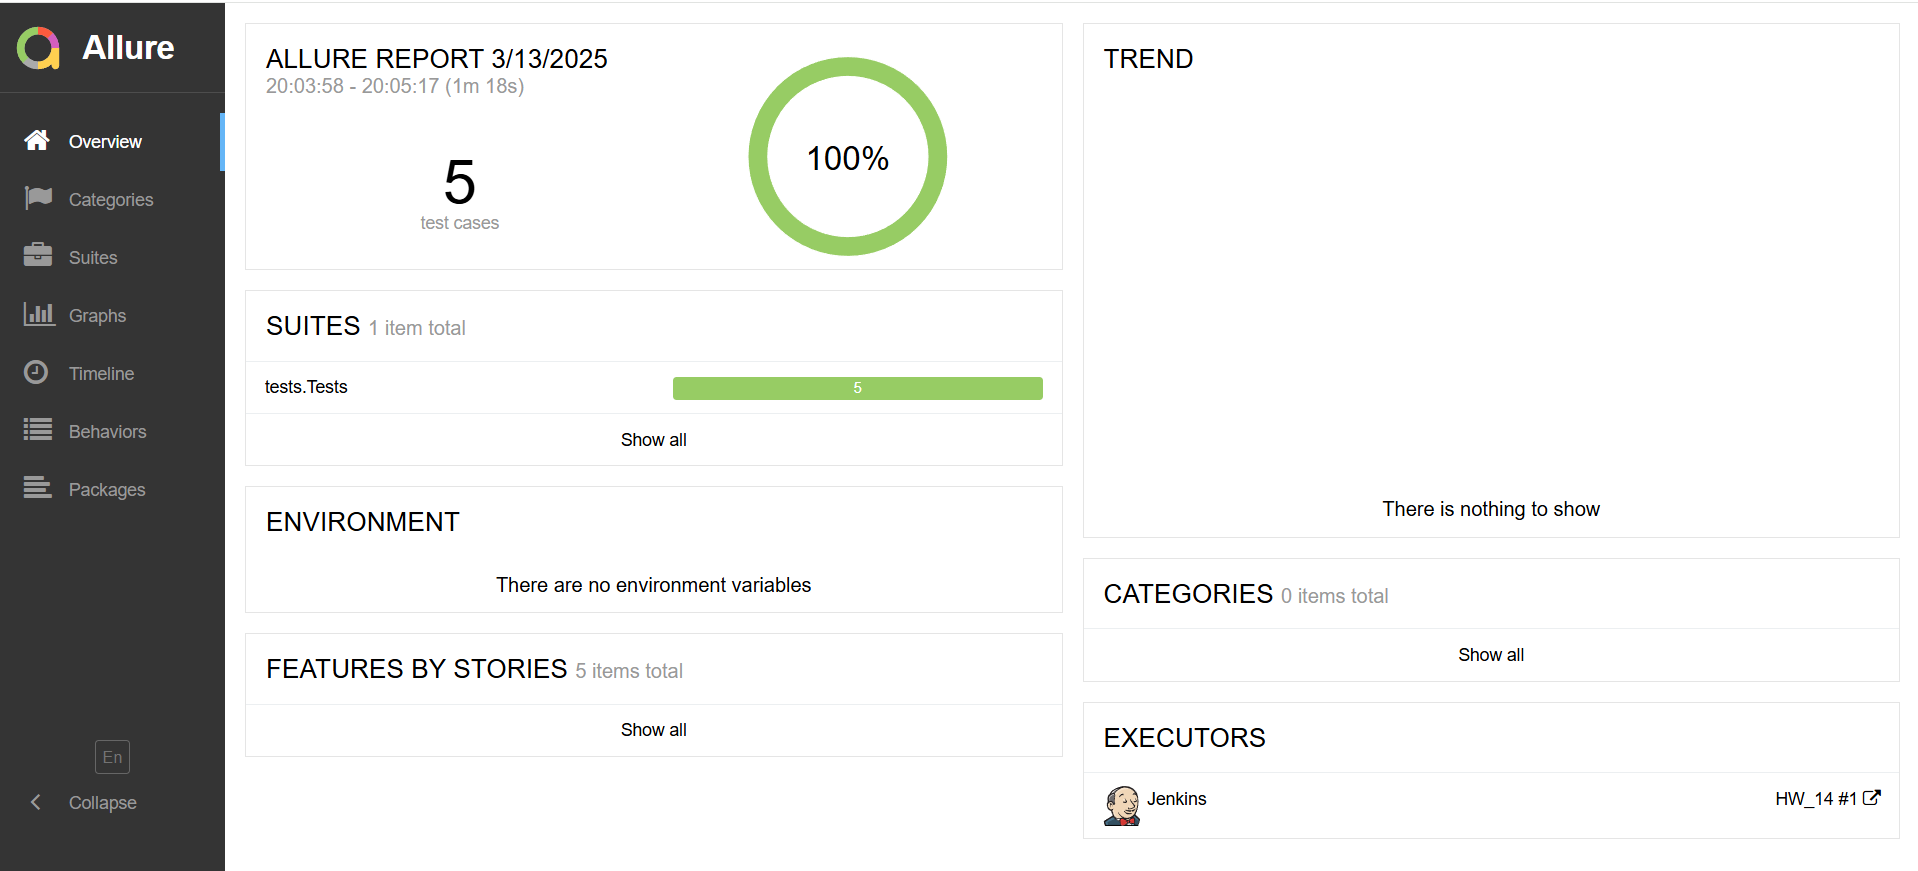 Allure
Overview
Categories
Suites
Graphs
Timeline
Behaviors
Packages
En
Collapse
ALLURE REPORT 3/13/2025
20:03:58 - 20:05:17 (1m 18s)
5
test cases
100%
SUITES 1 item total
tests.Tests 5
Show all
ENVIRONMENT
There are no environment variables
FEATURES BY STORIES 5 items total
Show all
TREND
There is nothing to show
CATEGORIES 0 items total
Show all
EXECUTORS
Jenkins HW_14 #1